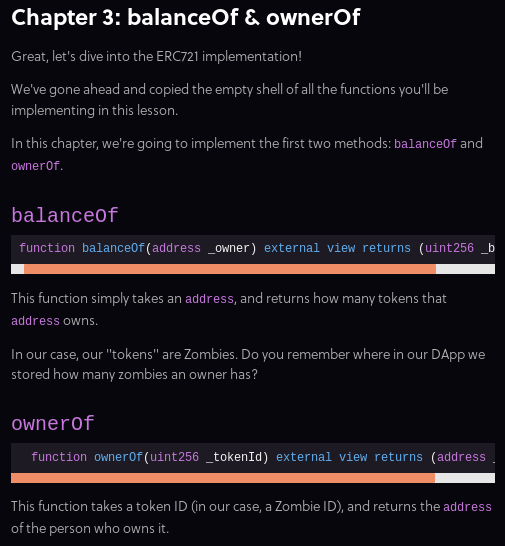 Chapter 3: balanceOf & ownerOf
Great, let's dive into the ERC721 implementation!
We've gone ahead and copied the empty shell of all the functions you'll be
implementing in this lesson.
In this chapter, we're going to implement the first two methods: balanceOf and
ownerOf.
balanceOf
function balanceOf(address _owner) external view returns (uint256 _b
This function simply takes an address, and returns how many tokens that
address owns.
In our case, our "tokens" are Zombies. Do you remember where in our DApp we
stored how many zombies an owner has?
ownerOf
function ownerOf(uint256 _tokenId) external view returns (address _
This function takes a token ID (in our case, a Zombie ID), and returns the address
of the person who owns it.